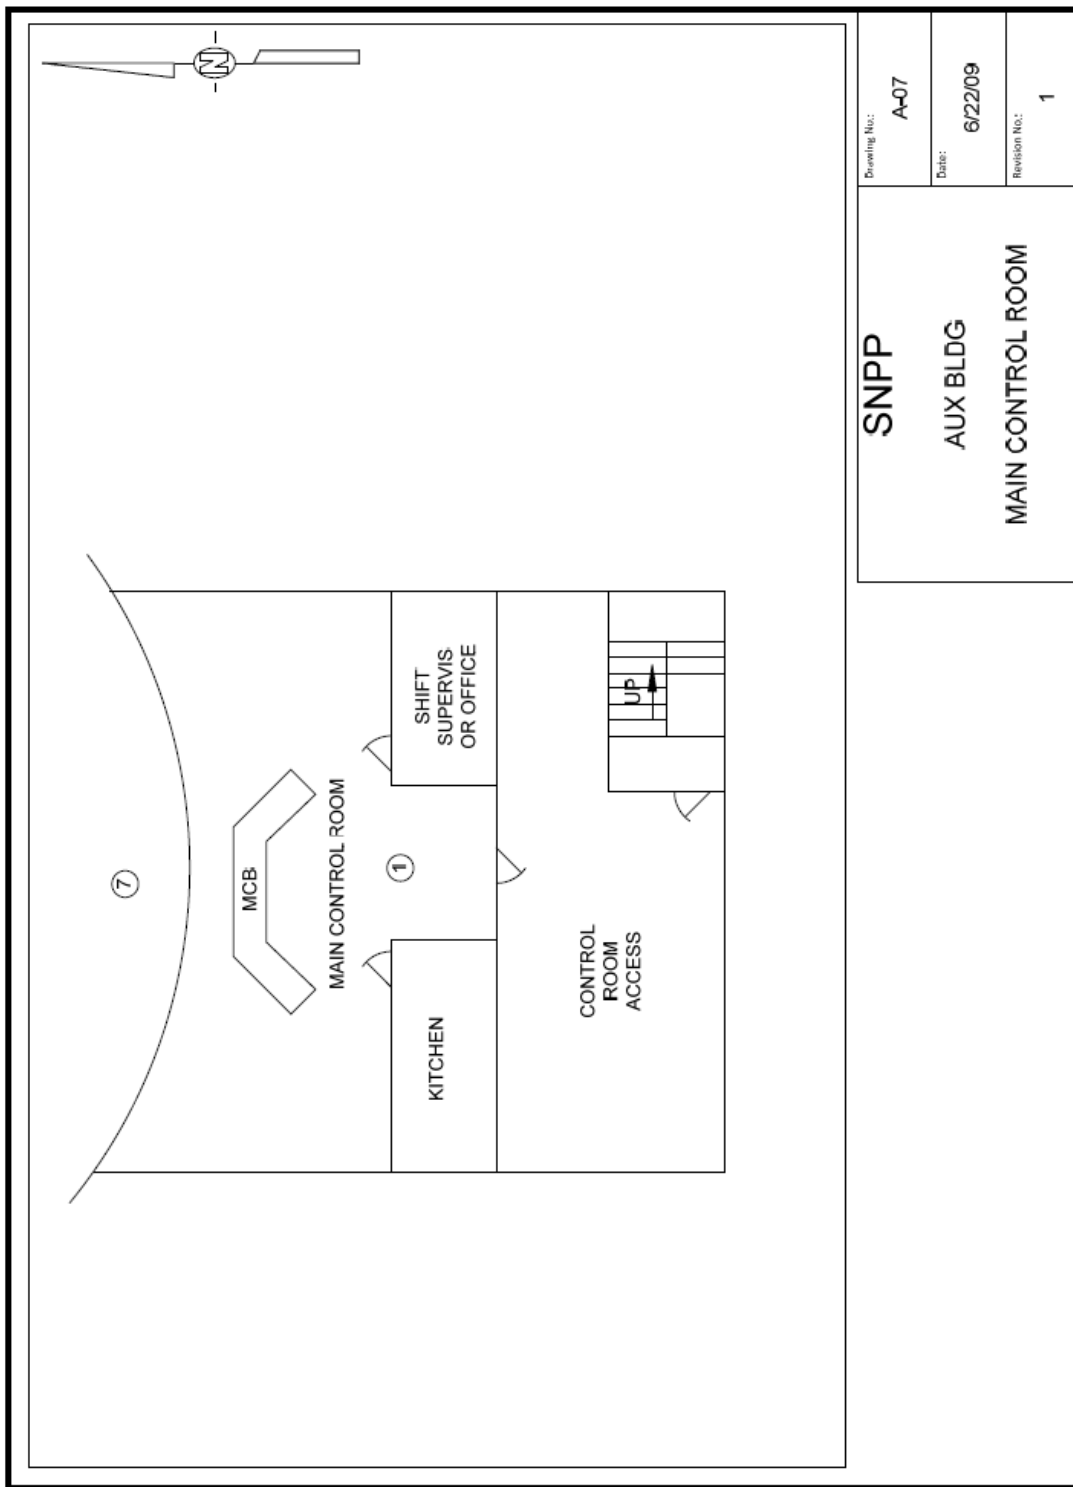 N
7
MCB
MAIN CONTROL ROOM
1
SHIFT
SUPERVIS
OR OFFICE
KITCHEN
CONTROL
ROOM
ACCESS
UP
SNPP
AUX BLDG
MAIN CONTROL ROOM
Drawing No.:
A-07
Date:
6/22/09
Revision No.:
1